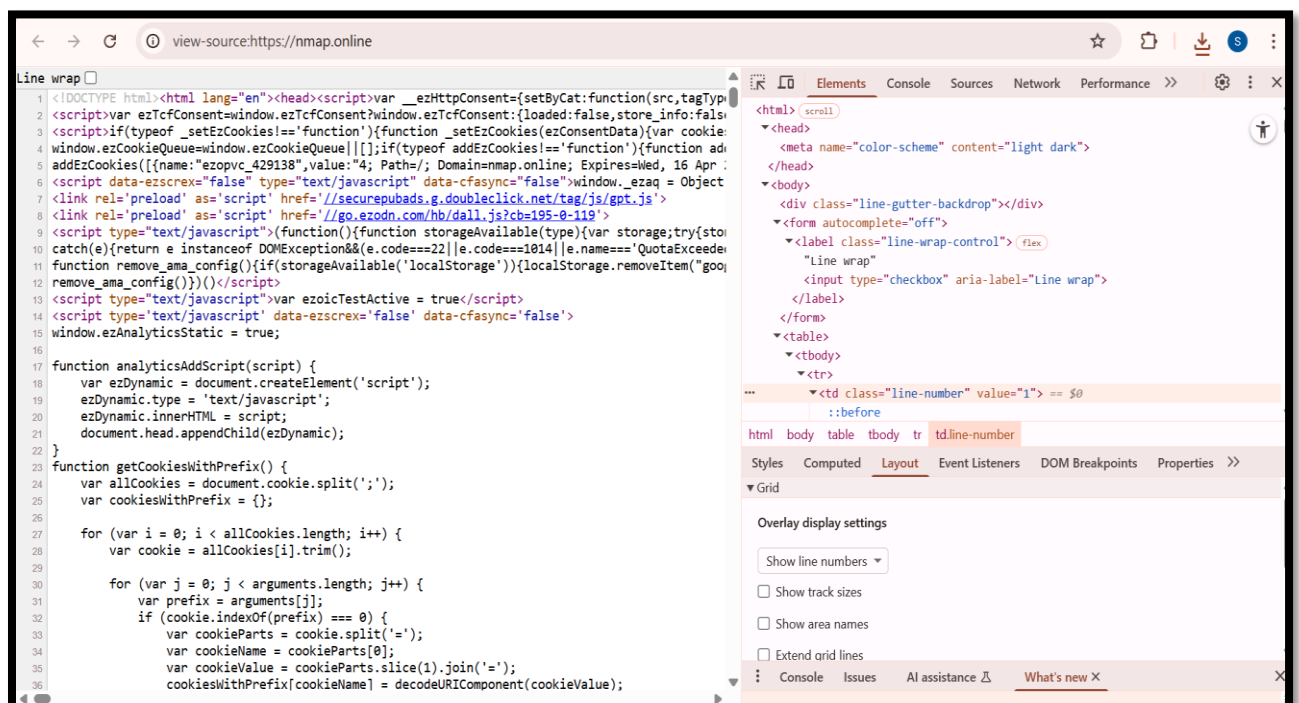 view-source:https://nmap.online
S
Line wrap
1 <!DOCTYPE html><html lang="en"><head><script>var __ezHttpConsent={setByCat:function(src,tagType
2 <script>var ezTcfConsent=window.ezTcfConsent?window.ezTcfConsent:{loaded:false,store_info:false
3 <script>if(typeof _setEzCookies!=='function'){function _setEzCookies(ezConsentData){var cookie
4 window.ezCookieQueue=window.ezCookieQueue||[];if(typeof addEzCookies!=='function'){function ad
5 addEzCookies([{name:"ezopvc_429138",value:"4; Path=/; Domain=nmap.online; Expires=Wed, 16 Apr
6 <script data-ezscrex="false" type="text/javascript" data-cfasync="false">window._ezaq = Object
7 <link rel='preload' as='script' href='//securepubads.g.doubleclick.net/tag/js/gpt.js'>
8 <link rel='preload' as='script' href='//go.ezodn.com/hb/dall.js?cb=195-0-119'>
9 <script type="text/javascript">(function(){function storageAvailable(type){var storage;try{stor
10 catch(e){return e instanceof DOMException&&(e.code===22||e.code===1014||e.name==='QuotaExceeded
11 function remove_ama_config(){if(storageAvailable('localStorage')){localStorage.removeItem("goog
12 remove_ama_config()})()</script>
13 <script type="text/javascript">var ezoicTestActive = true</script>
14 <script type='text/javascript' data-ezscrex='false' data-cfasync='false'>
15 window.ezAnalyticsStatic = true;
16
17 function analyticsAddScript(script) {
18     var ezDynamic = document.createElement('script');
19     ezDynamic.type = 'text/javascript';
20     ezDynamic.innerHTML = script;
21     document.head.appendChild(ezDynamic);
22 }
23 function getCookiesWithPrefix() {
24     var allCookies = document.cookie.split(';');
25     var cookiesWithPrefix = {};
26
27     for (var i = 0; i < allCookies.length; i++) {
28         var cookie = allCookies[i].trim();
29
30         for (var j = 0; j < arguments.length; j++) {
31             var prefix = arguments[j];
32             if (cookie.indexOf(prefix) === 0) {
33                 var cookieParts = cookie.split('=');
34                 var cookieName = cookieParts[0];
35                 var cookieValue = cookieParts.slice(1).join('=');
36                 cookiesWithPrefix[cookieName] = decodeURIComponent(cookieValue);
Elements Console Sources Network Performance
<html> scroll
<head>
<meta name="color-scheme" content="light dark">
</head>
<body>
<div class="line-gutter-backdrop"></div>
<form autocomplete="off">
<label class="line-wrap-control"> flex
"Line wrap"
<input type="checkbox" aria-label="Line wrap">
</label>
</form>
<table>
<tbody>
<tr>
<td class="line-number" value="1"> == $0
::before
html body table tbody tr td.line-number
Styles Computed Layout Event Listeners DOM Breakpoints Properties
Grid
Overlay display settings
Show line numbers
Show track sizes
Show area names
Extend grid lines
Console Issues AI assistance What's new